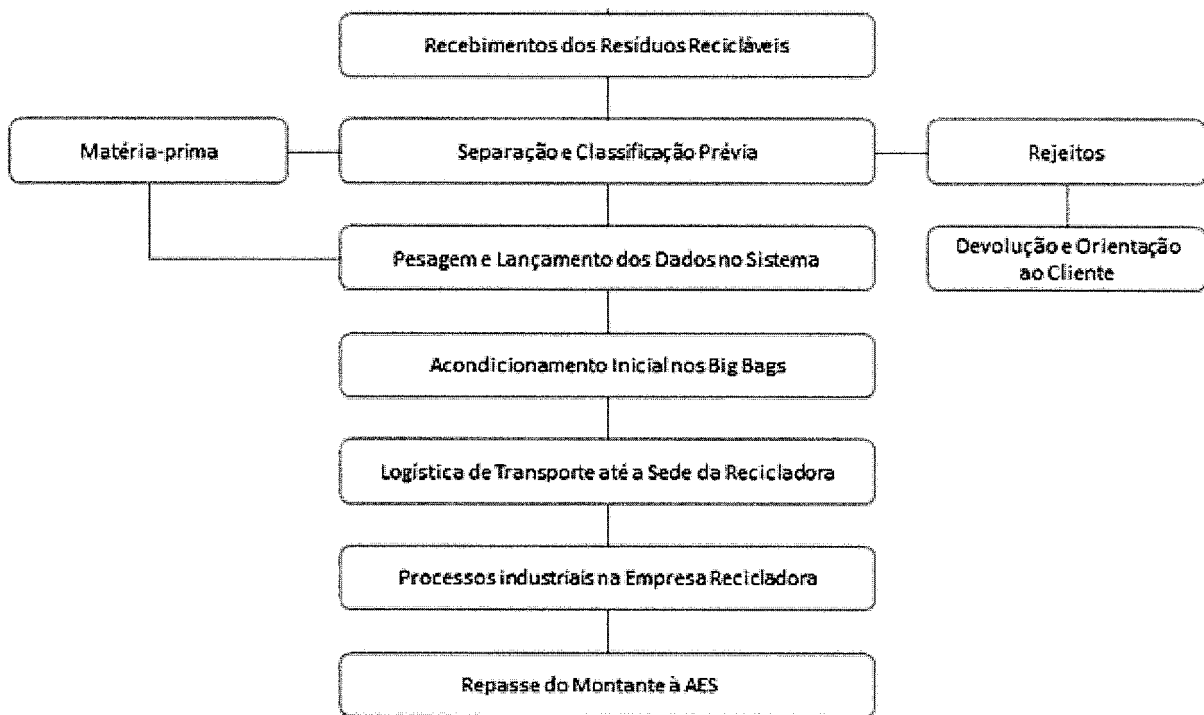 Recebimentos dos Resíduos Recicláveis
Matéria-prima
Separação e Classificação Prévia
Rejeitos
Pesagem e Lançamento dos Dados no Sistema
Devolução e Orientação
ao Cliente
Acondicionamento Inicial nos Big Bags
Logística de Transporte até a Sede da Recicladora
Processos industriais na Empresa Recicladora
Repasse do Montante à AES